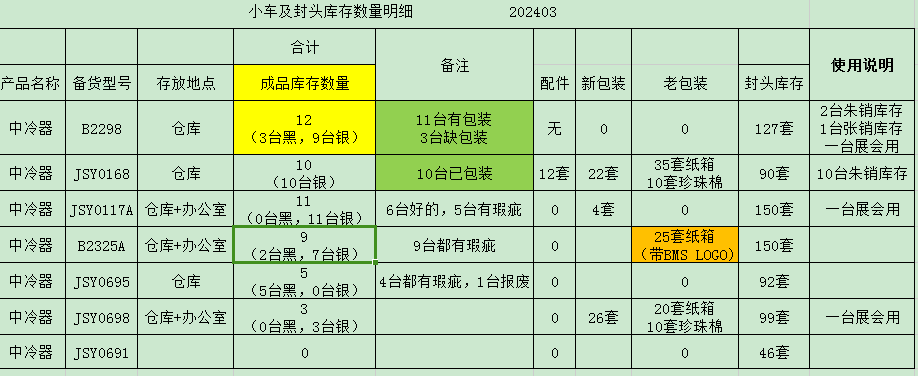 小车及封头库存数量明细 202403
合计 备注 使用说明
产品名称 备货型号 存放地点 成品库存数量 配件 新包装 老包装 封头库存
中冷器 B2298 仓库 12 11台有包装 无 0 0 127套 2台朱销库存
（3台黑，9台银） 3台缺包装 1台张销库存
一台展会用
中冷器 JSY0168 仓库 10 10台已包装 12套 22套 35套纸箱 90套 10台朱销库存
（10台银） 10套珍珠棉
中冷器 JSY0117A 仓库+办公室 11 6台好的，5台有瑕疵 0 4套 0 150套 一台展会用
（0台黑，11台银）
中冷器 B2325A 仓库+办公室 9 9台都有瑕疵 0 25套纸箱 150套
（2台黑，7台银） （带BMS LOGO）
中冷器 JSY0695 仓库 5 4台都有瑕疵，1台报废 0 0 92套
（5台黑，0台银）
中冷器 JSY0698 仓库+办公室 3 0 26套 20套纸箱 99套 一台展会用
（0台黑，3台银） 10套珍珠棉
中冷器 JSY0691 0 0 0 46套